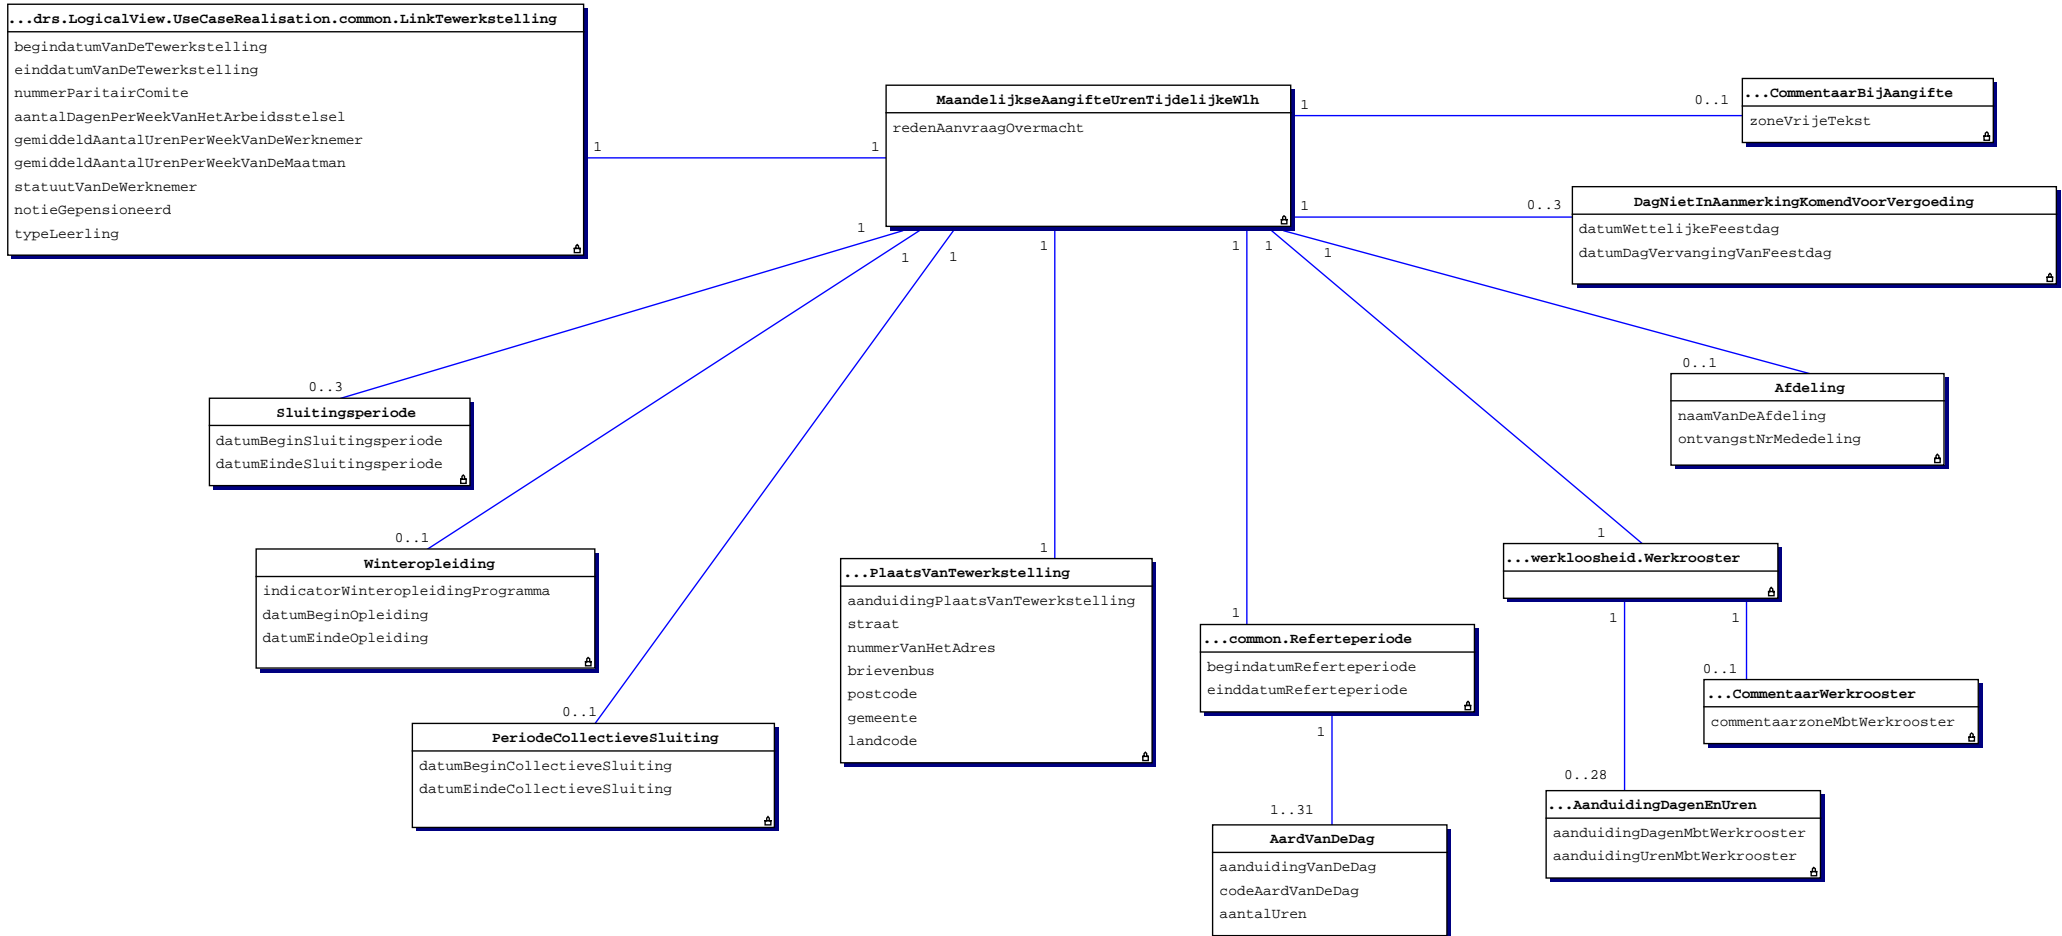 ...drs.LogicalView.UseCaseRealisation.common.LinkTewerkstelling
begindatumVanDeTewerkstelling
einddatumVanDeTewerkstelling
nummerParitairComite
aantalDagenPerWeekVanHetArbeidsstelsel
gemiddeldAantalUrenPerWeekVanDeWerknemer
gemiddeldAantalUrenPerWeekVanDeMaatman
statuutVanDeWerknemer
notieGepensioneerd
typeLeerling
1
1
MaandelijkseAangifteUrenTijdelijkeWlh
redenAanvraagOvermacht
1
0..1
...CommentaarBijAangifte
zoneVrijeTekst
1
0..3
DagNietInAanmerkingKomendVoorVergoeding
datumWettelijkeFeestdag
datumDagVervangingVanFeestdag
1
1
1
1
1
1
1
0..3
Sluitingsperiode
datumBeginSluitingsperiode
datumEindeSluitingsperiode
0..1
Afdeling
naamVanDeAfdeling
ontvangstNrMededeling
0..1
Winteropleiding
indicatorWinteropleidingProgramma
datumBeginOpleiding
datumEindeOpleiding
0..1
PeriodeCollectieveSluiting
datumBeginCollectieveSluiting
datumEindeCollectieveSluiting
1
...PlaatsVanTewerkstelling
aanduidingPlaatsVanTewerkstelling
straat
nummerVanHetAdres
brievenbus
postcode
gemeente
landcode
1
...common.Referteperiode
begindatumReferteperiode
einddatumReferteperiode
1
1..31
AardVanDeDag
aanduidingVanDeDag
codeAardVanDeDag
aantalUren
1
...werkloosheid.Werkrooster
1
1
0..1
...CommentaarWerkrooster
commentaarzoneMbtWerkrooster
0..28
...AanduidingDagenEnUren
aanduidingDagenMbtWerkrooster
aanduidingUrenMbtWerkrooster